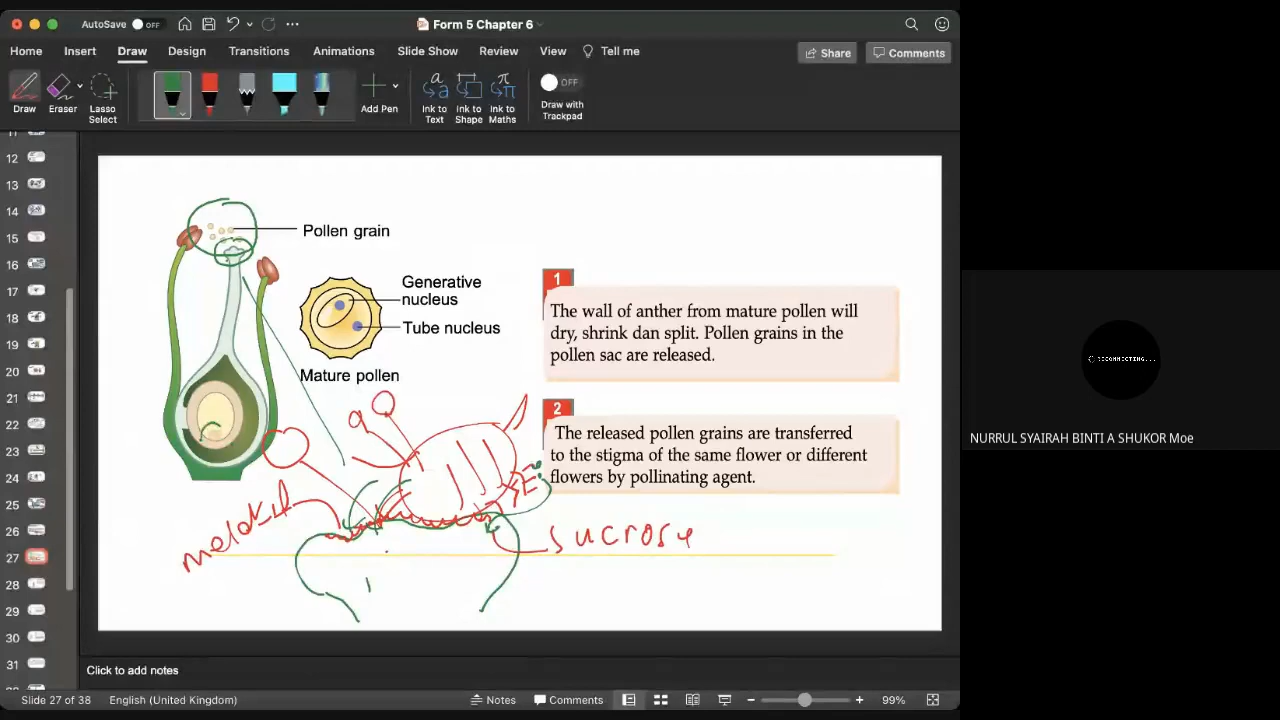 AutoSave OFF
Form 5 Chapter 6
Home Insert Draw Design Transitions Animations Slide Show Review View Tell me
Share Comments
Draw Eraser Lasso Select Add Pen Ink to Text Ink to Shape Ink to Maths OFF Draw with Trackpad
11
12
13
14
15
16
17
18
19
20
21
22
23
24
25
26
27
28
29
30
31
Pollen grain
Generative
nucleus
Tube nucleus
Mature pollen
1
The wall of anther from mature pollen will
dry, shrink dan split. Pollen grains in the
pollen sac are released.
2
The released pollen grains are transferred
to the stigma of the same flower or different
flowers by pollinating agent.
sucrose
RECONNECTING...
NURRUL SYAIRAH BINTI A SHUKOR Moe
Click to add notes
Slide 27 of 38 English (United Kingdom) Notes Comments 99%